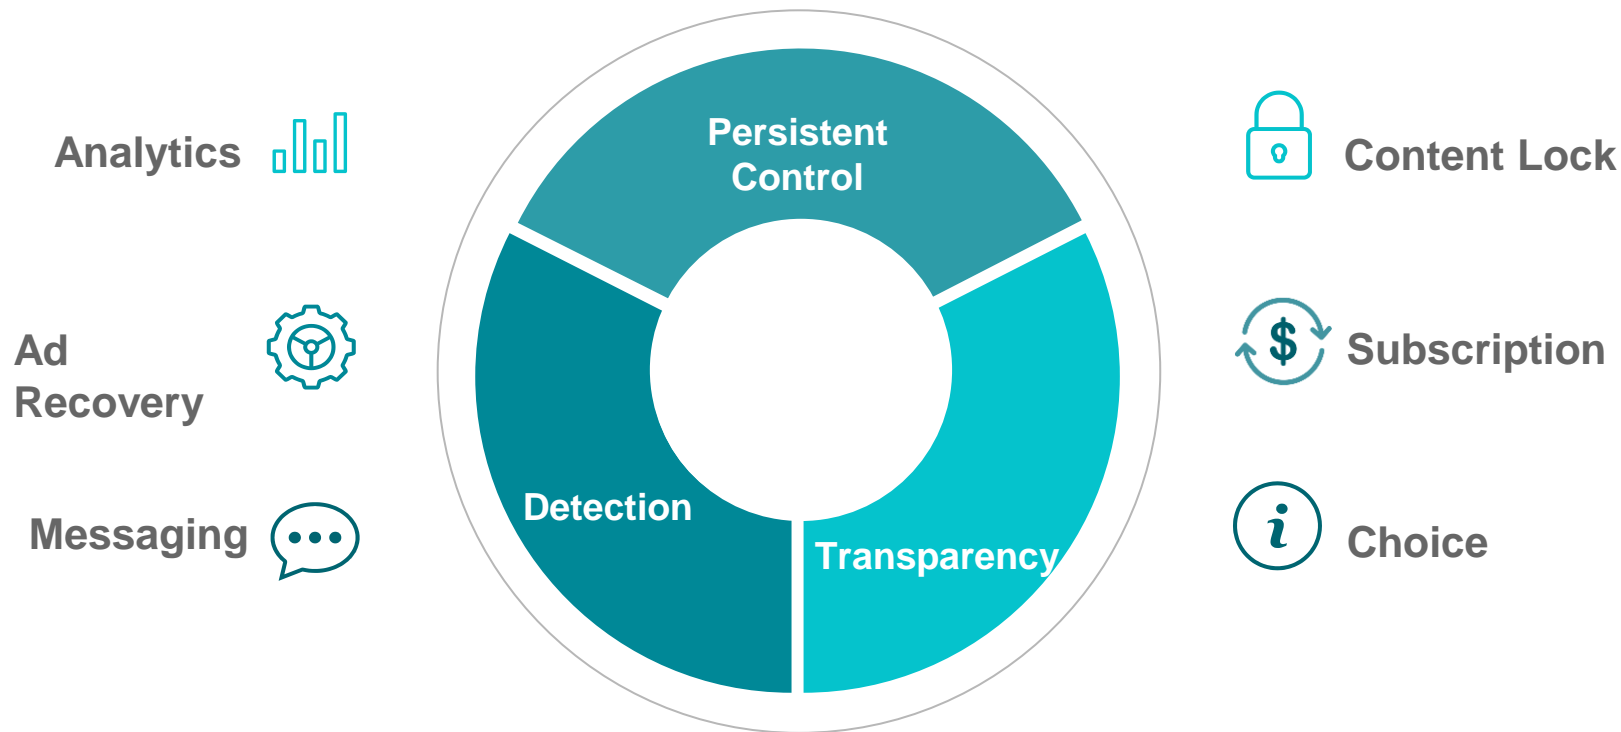 Analytics
Ad
Recovery
Messaging
Persistent
Control
Detection
Transparency
Content Lock
$
Subscription
i
Choice